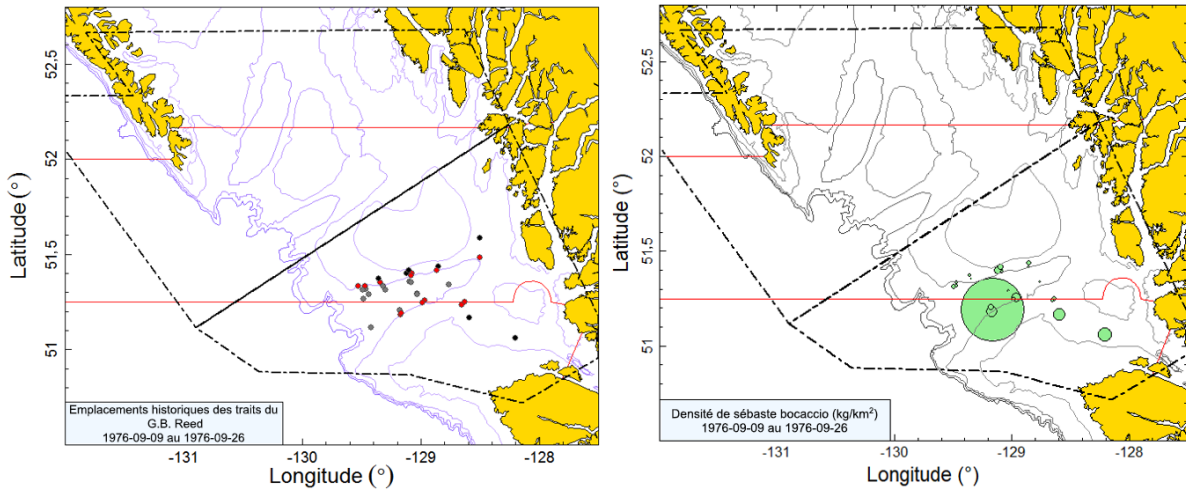 52.5
52
51.5
51
Latitude (°)
Emplacements historiques des traits du
G.B. Reed
1976-09-09 au 1976-09-26
-131
-130
-129
-128
Longitude (°)
52.5
52
51.5
51
Latitude (°)
Densité de sébaste bocaccio (kg/km²)
1976-09-09 au 1976-09-26
-131
-130
-129
-128
Longitude (°)